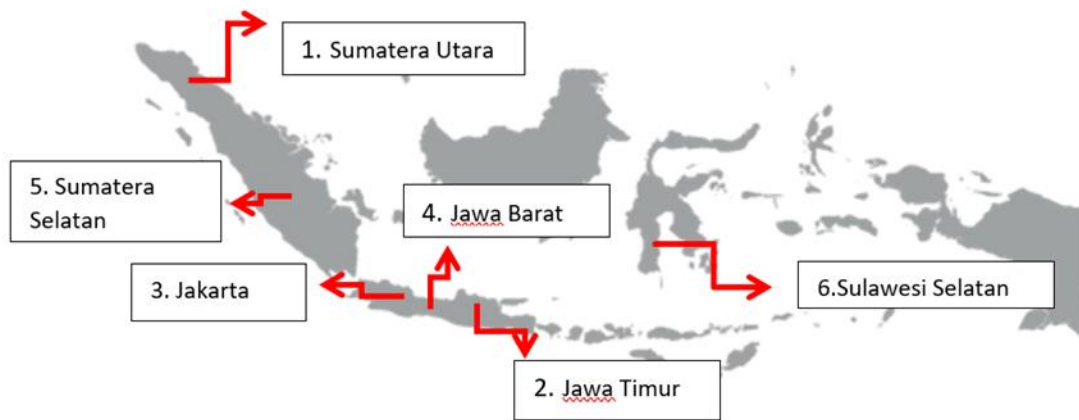 1. Sumatera Utara
5. Sumatera
Selatan
4. Jawa Barat
3. Jakarta
6.Sulawesi Selatan
2. Jawa Timur